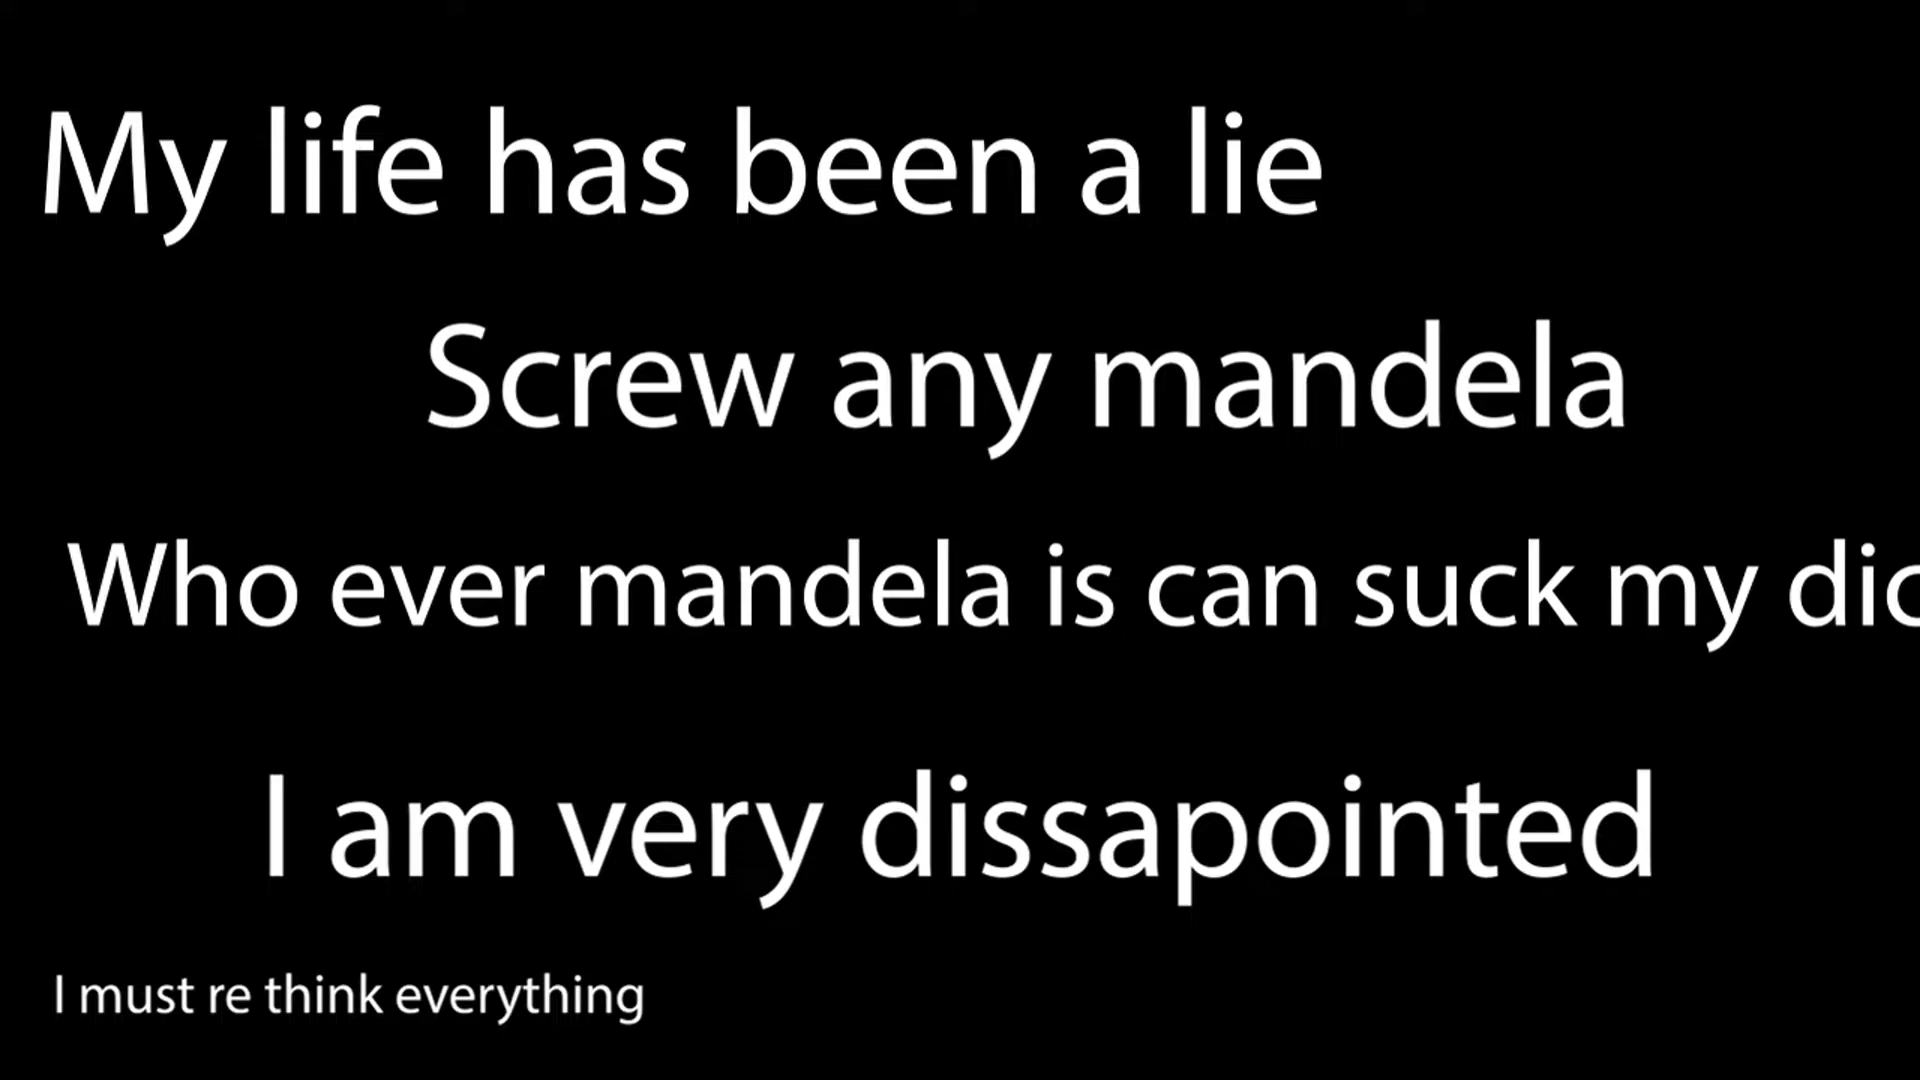 My life has been a lie
Screw any mandela
Who ever mandela is can suck my dic
I am very dissapointed
I must re think everything